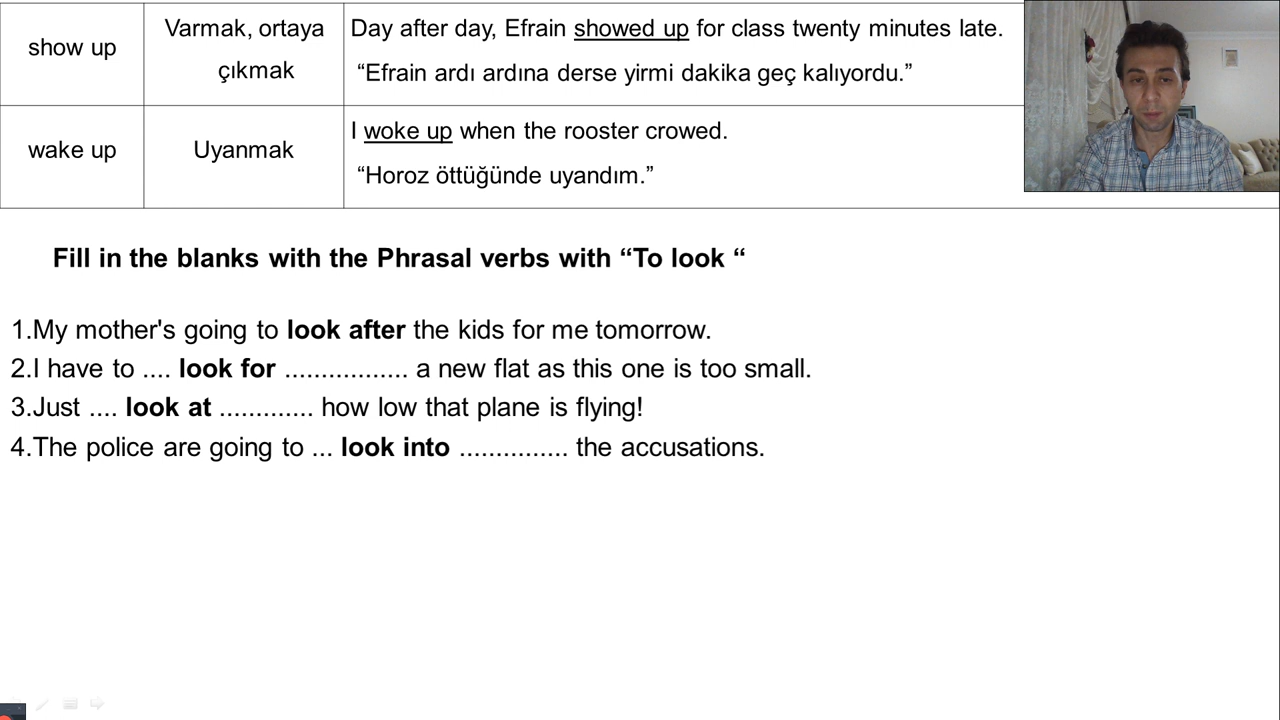 show up
Varmak, ortaya
çıkmak
Day after day, Efrain showed up for class twenty minutes late.
“Efrain ardı ardına derse yirmi dakika geç kalıyordu.”
wake up
Uyanmak
I woke up when the rooster crowed.
“Horoz öttüğünde uyandım.”
Fill in the blanks with the Phrasal verbs with “To look “
1.My mother's going to look after the kids for me tomorrow.
2.I have to .... look for ................. a new flat as this one is too small.
3.Just .... look at ............. how low that plane is flying!
4.The police are going to ... look into ............... the accusations.